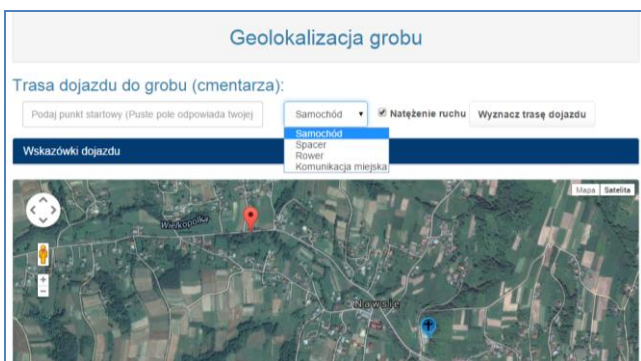 Geolokalizacja grobu
Trasa dojazdu do grobu (cmentarza):
Podaj punkt startowy (Puste pole odpowiada twojej
Samochód
Natężenie ruchu
Wyznacz trasę dojazdu
Samochód
Spacer
Rower
Komunikacja miejska
Wskazówki dojazdu
Mapa Satelita
Wielkopolka
Nawsie